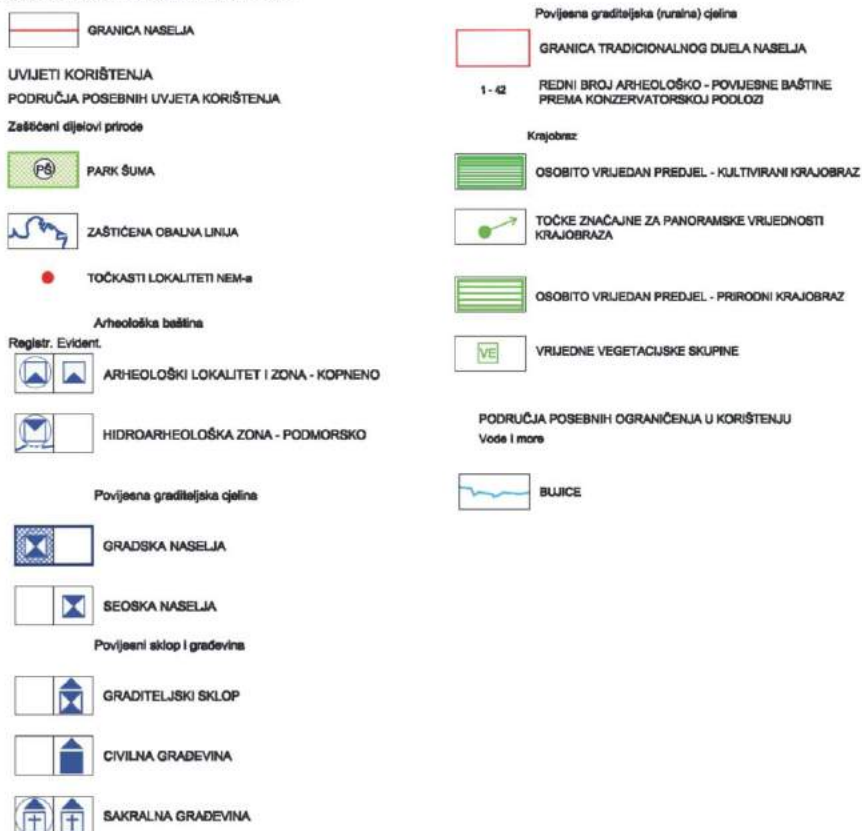 GRANICA NASELJA
UVIJETI KORIŠTENJA
PODRUČJA POSEBNIH UVJETA KORIŠTENJA
Zaštićeni dijelovi prirode
PŠ
PARK ŠUMA
ZAŠTIĆENA OBALNA LINIJA
TOČKASTI LOKALITETI NEM-a
Arheološka baština
Registr. Evident.
ARHEOLOŠKI LOKALITET I ZONA - KOPNENO
HIDROARHEOLOŠKA ZONA - PODMORSKO
Povijesna graditeljska cjelina
GRADSKA NASELJA
SEOSKA NASELJA
Povijesni sklop i građevina
GRADITELJSKI SKLOP
CIVILNA GRAĐEVINA
SAKRALNA GRAĐEVINA
Povijesna graditeljska (ruralna) cjelina
GRANICA TRADICIONALNOG DIJELA NASELJA
1 - 42
REDNI BROJ ARHEOLOŠKO - POVIJESNE BAŠTINE
PREMA KONZERVATORSKOJ PODLOZI
Krajobraz
OSOBITO VRIJEDAN PREDJEL - KULTIVIRANI KRAJOBRAZ
TOČKE ZNAČAJNE ZA PANORAMSKE VRIJEDNOSTI
KRAJOBRAZA
OSOBITO VRIJEDAN PREDJEL - PRIRODNI KRAJOBRAZ
VE
VRIJEDNE VEGETACIJSKE SKUPINE
PODRUČJA POSEBNIH OGRANIČENJA U KORIŠTENJU
Vode i more
BUJICE